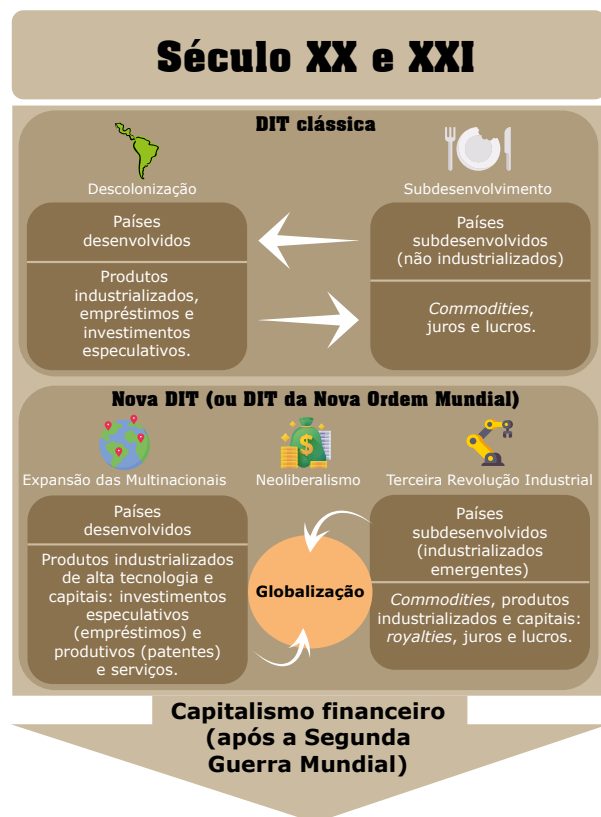 Século XX e XXI
DIT clássica
Descolonização
Subdesenvolvimento
Países
desenvolvidos
Produtos
industrializados,
empréstimos e
investimentos
especulativos.
Países
subdesenvolvidos
(não industrializados)
Commodities,
juros e lucros.
Nova DIT (ou DIT da Nova Ordem Mundial)
$
Expansão das Multinacionais
Neoliberalismo
Terceira Revolução Industrial
Países
desenvolvidos
Produtos industrializados
de alta tecnologia e
capitais: investimentos
especulativos
(empréstimos) e
produtivos (patentes)
e serviços.
Globalização
Países
subdesenvolvidos
(industrializados
emergentes)
Commodities, produtos
industrializados e capitais:
royalties, juros e lucros.
Capitalismo financeiro
(após a Segunda
Guerra Mundial)